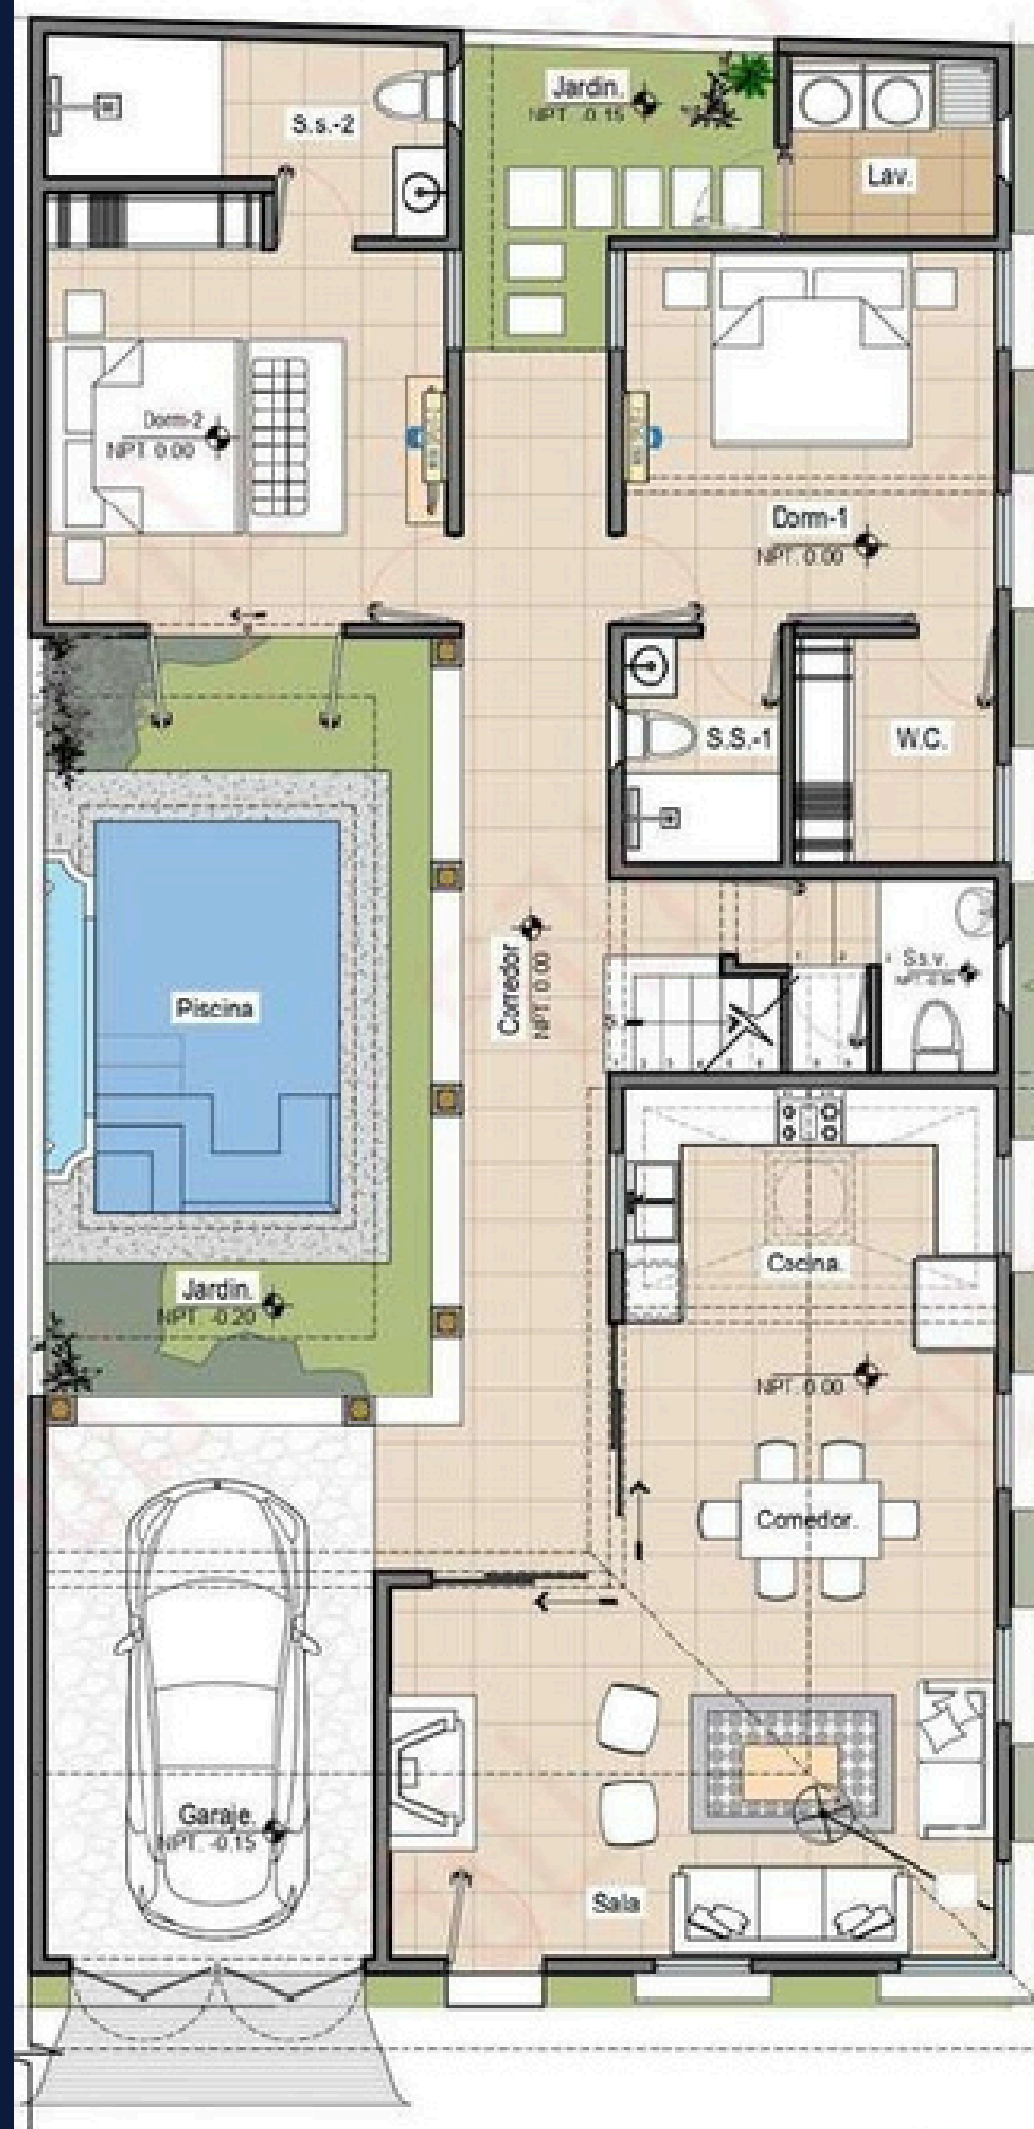 Jardin.
NPT. -0.15
S.s.-2
Lav.
Dorm-2
NPT 0.00
Dorm-1
NPT. 0.00
S.S.-1
W.C.
Corredor
NPT 0.00
S.s.v.
Piscina
Cocina.
Jardin.
NPT. -0.20
NPT. 0.00
Comedor.
Garaje.
NPT. -0.15
Sala